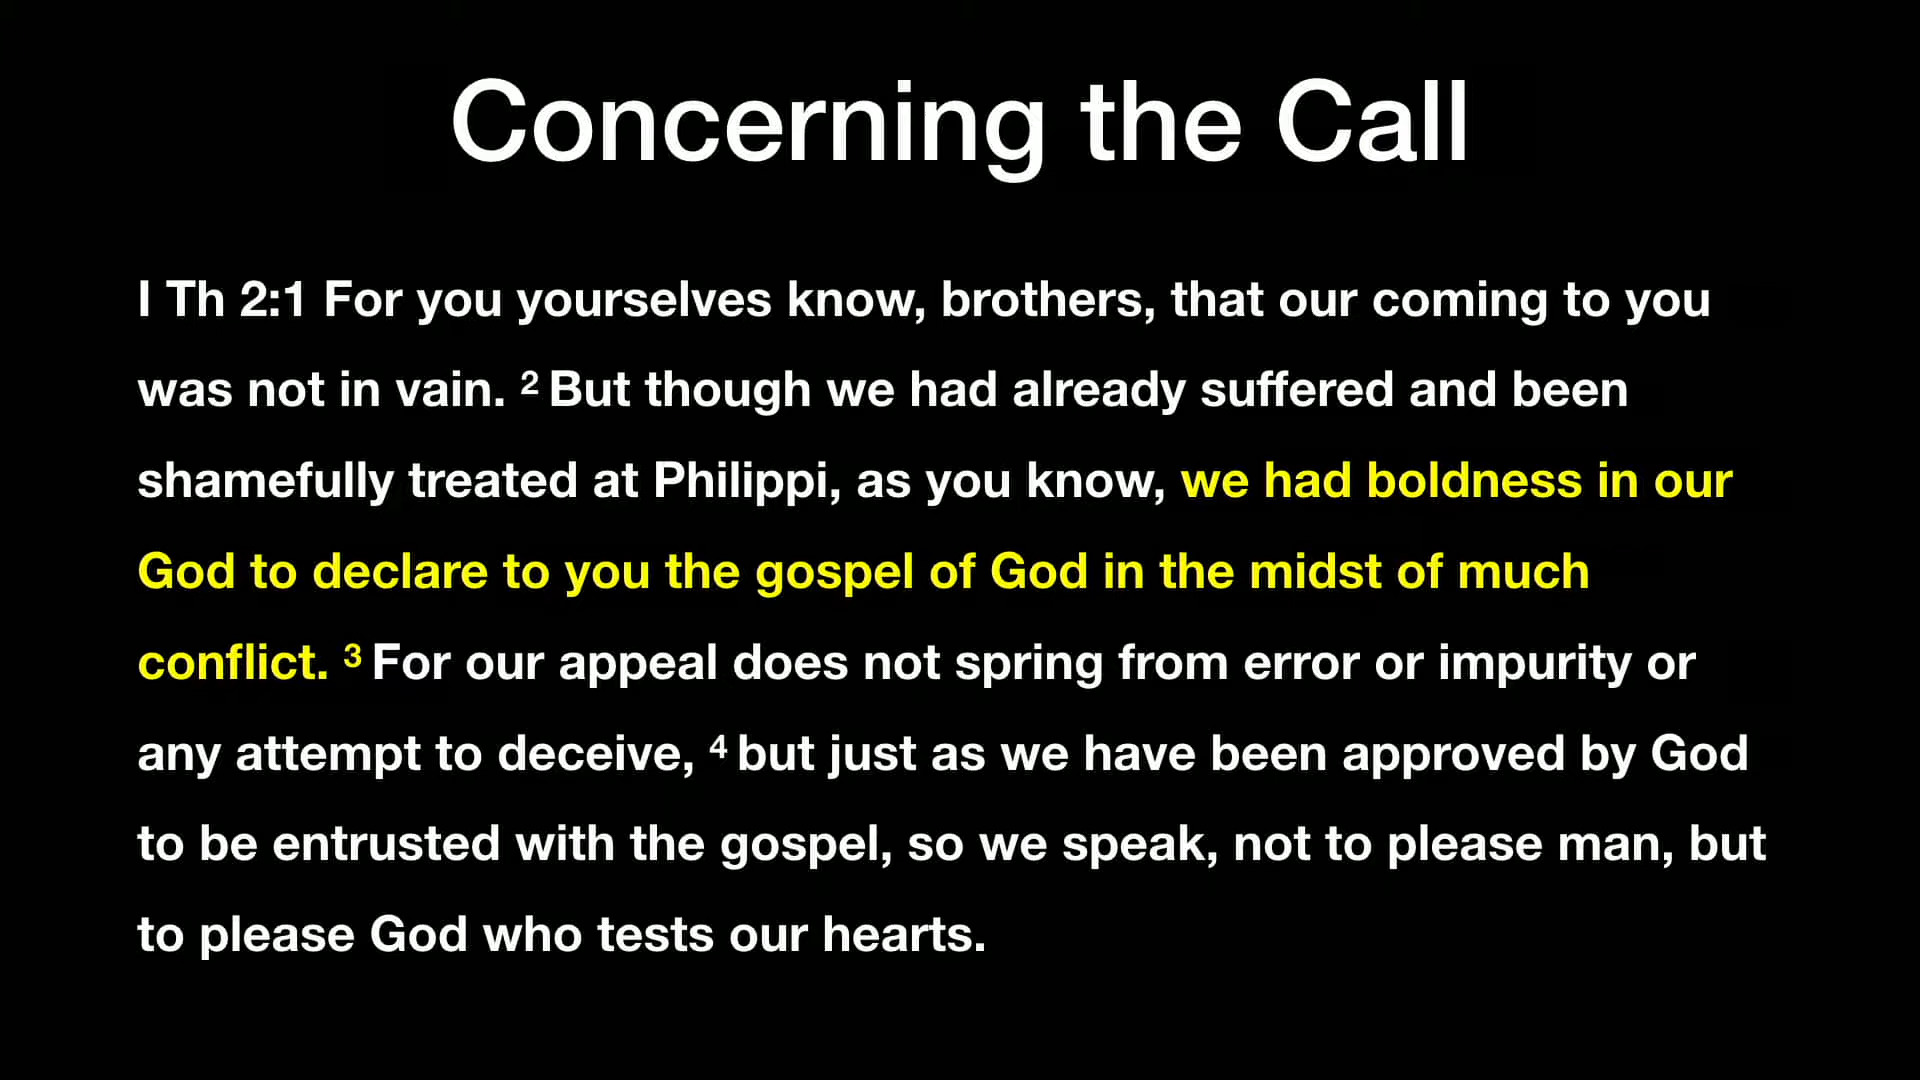 Concerning the Call
I Th 2:1 For you yourselves know, brothers, that our coming to you
was not in vain. ² But though we had already suffered and been
shamefully treated at Philippi, as you know, we had boldness in our
God to declare to you the gospel of God in the midst of much
conflict. ³ For our appeal does not spring from error or impurity or
any attempt to deceive, ⁴ but just as we have been approved by God
to be entrusted with the gospel, so we speak, not to please man, but
to please God who tests our hearts.